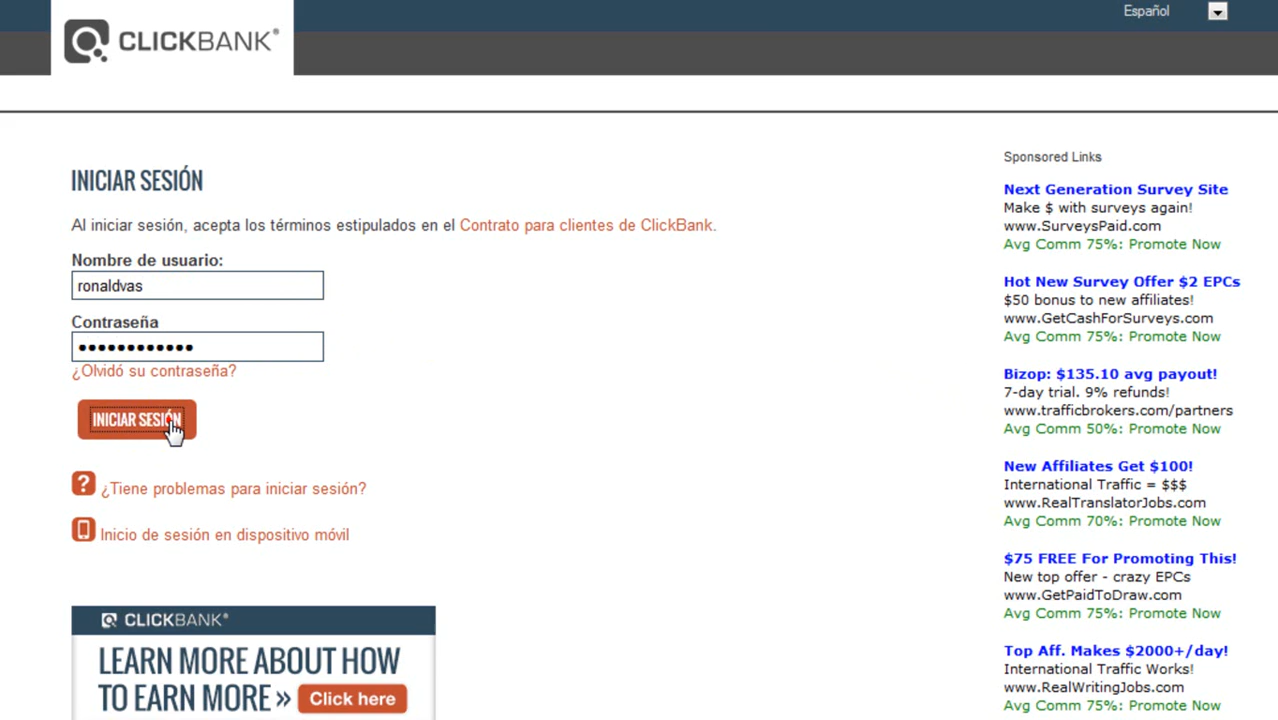 Español
CLICKBANK®
INICIAR SESIÓN
Al iniciar sesión, acepta los términos estipulados en el Contrato para clientes de ClickBank.
Nombre de usuario:
ronaldvas
Contraseña
••••••••••••
¿Olvidó su contraseña?
INICIAR SESIÓN
? ¿Tiene problemas para iniciar sesión?
Inicio de sesión en dispositivo móvil
CLICKBANK®
LEARN MORE ABOUT HOW
TO EARN MORE » Click here
Sponsored Links
Next Generation Survey Site
Make $ with surveys again!
www.SurveysPaid.com
Avg Comm 75%: Promote Now
Hot New Survey Offer $2 EPCs
$50 bonus to new affiliates!
www.GetCashForSurveys.com
Avg Comm 75%: Promote Now
Bizop: $135.10 avg payout!
7-day trial. 9% refunds!
www.trafficbrokers.com/partners
Avg Comm 50%: Promote Now
New Affiliates Get $100!
International Traffic = $$$
www.RealTranslatorJobs.com
Avg Comm 70%: Promote Now
$75 FREE For Promoting This!
New top offer - crazy EPCs
www.GetPaidToDraw.com
Avg Comm 75%: Promote Now
Top Aff. Makes $2000+/day!
International Traffic Works!
www.RealWritingJobs.com
Avg Comm 75%: Promote Now